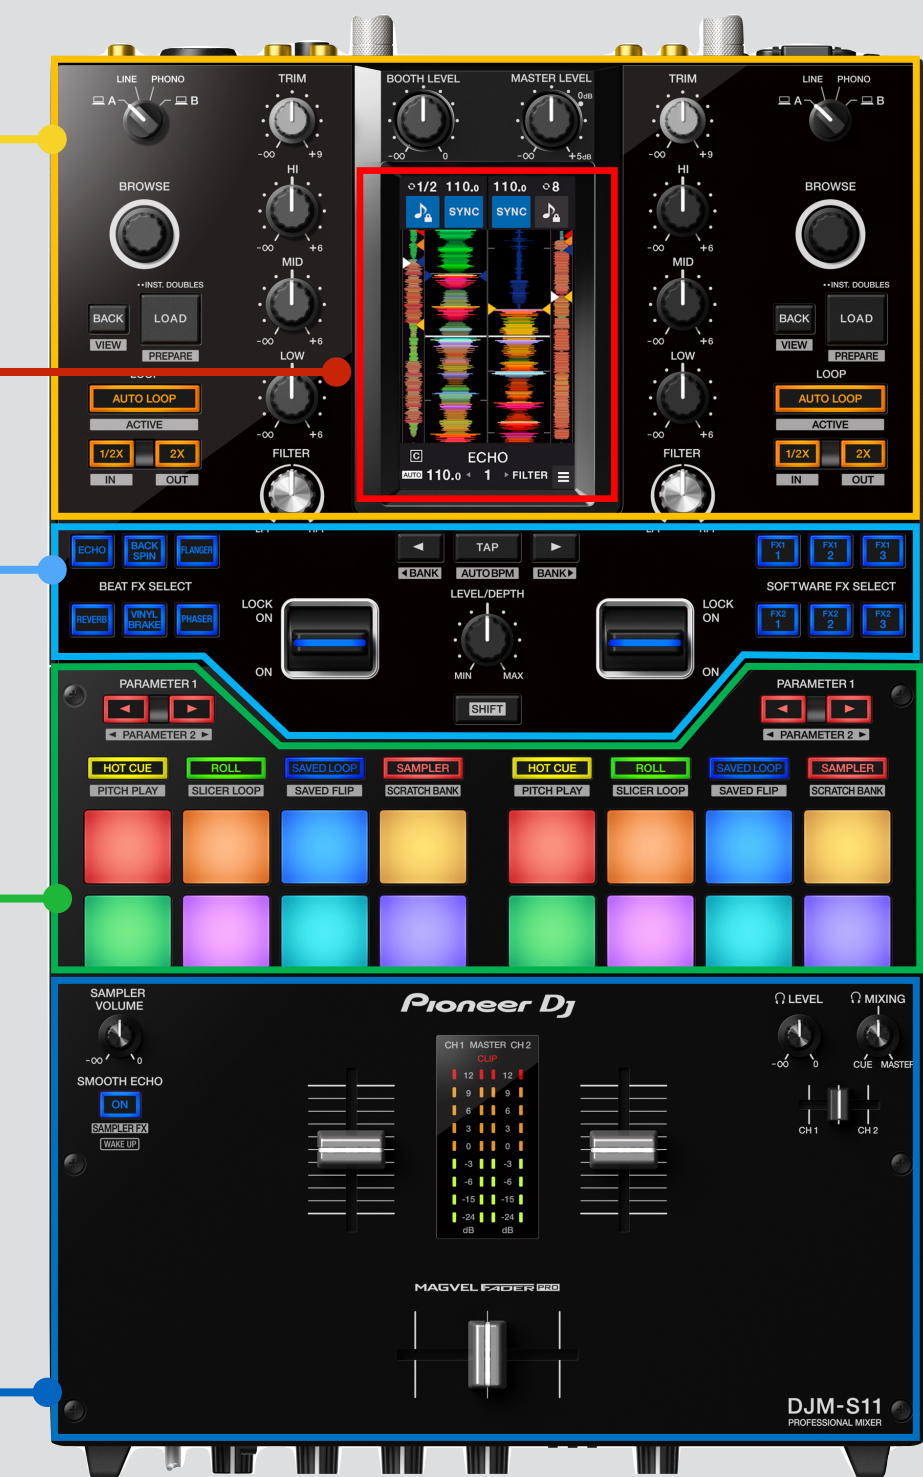 LINE PHONO
A B
TRIM
-∞ +9
HI
-∞ +6
MID
-∞ +6
LOW
-∞ +6
FILTER
BROWSE
••INST. DOUBLES
BACK LOAD
VIEW PREPARE
LOOP
AUTO LOOP
ACTIVE
1/2X 2X
IN OUT
BOOTH LEVEL MASTER LEVEL
0dB
-∞ 0 -∞ +5dB
1/2 110.0 110.0 8
SYNC SYNC
C ECHO
AUTO 110.0 1 FILTER
TRIM
-∞ +9
HI
-∞ +6
MID
-∞ +6
LOW
-∞ +6
FILTER
LINE PHONO
A B
BROWSE
••INST. DOUBLES
BACK LOAD
VIEW PREPARE
LOOP
AUTO LOOP
ACTIVE
1/2X 2X
IN OUT
ECHO BACK SPIN FLANGER
BEAT FX SELECT
REVERB VINYL BRAKE PHASER
LOCK
ON
ON
◄ TAP ►
◄BANK AUTO BPM BANK►
LEVEL/DEPTH
MIN MAX
SHIFT
LOCK
ON
ON
FX1 1 FX1 2 FX1 3
SOFTWARE FX SELECT
FX2 1 FX2 2 FX2 3
PARAMETER 1
◄ ►
◄ PARAMETER 2 ►
PARAMETER 1
◄ ►
◄ PARAMETER 2 ►
HOT CUE ROLL SAVED LOOP SAMPLER
PITCH PLAY SLICER LOOP SAVED FLIP SCRATCH BANK
HOT CUE ROLL SAVED LOOP SAMPLER
PITCH PLAY SLICER LOOP SAVED FLIP SCRATCH BANK
SAMPLER
VOLUME
-∞ 0
SMOOTH ECHO
ON
SAMPLER FX
WAKE UP
Pioneer Dj
CH 1 MASTER CH 2
CLIP
12 12
9 9
6 6
3 3
0 0
-3 -3
-6 -6
-15 -15
-24 -24
dB dB
LEVEL MIXING
-∞ 0 CUE MASTER
CH 1 CH 2
MAGVEL FADER PRO
DJM-S11
PROFESSIONAL MIXER